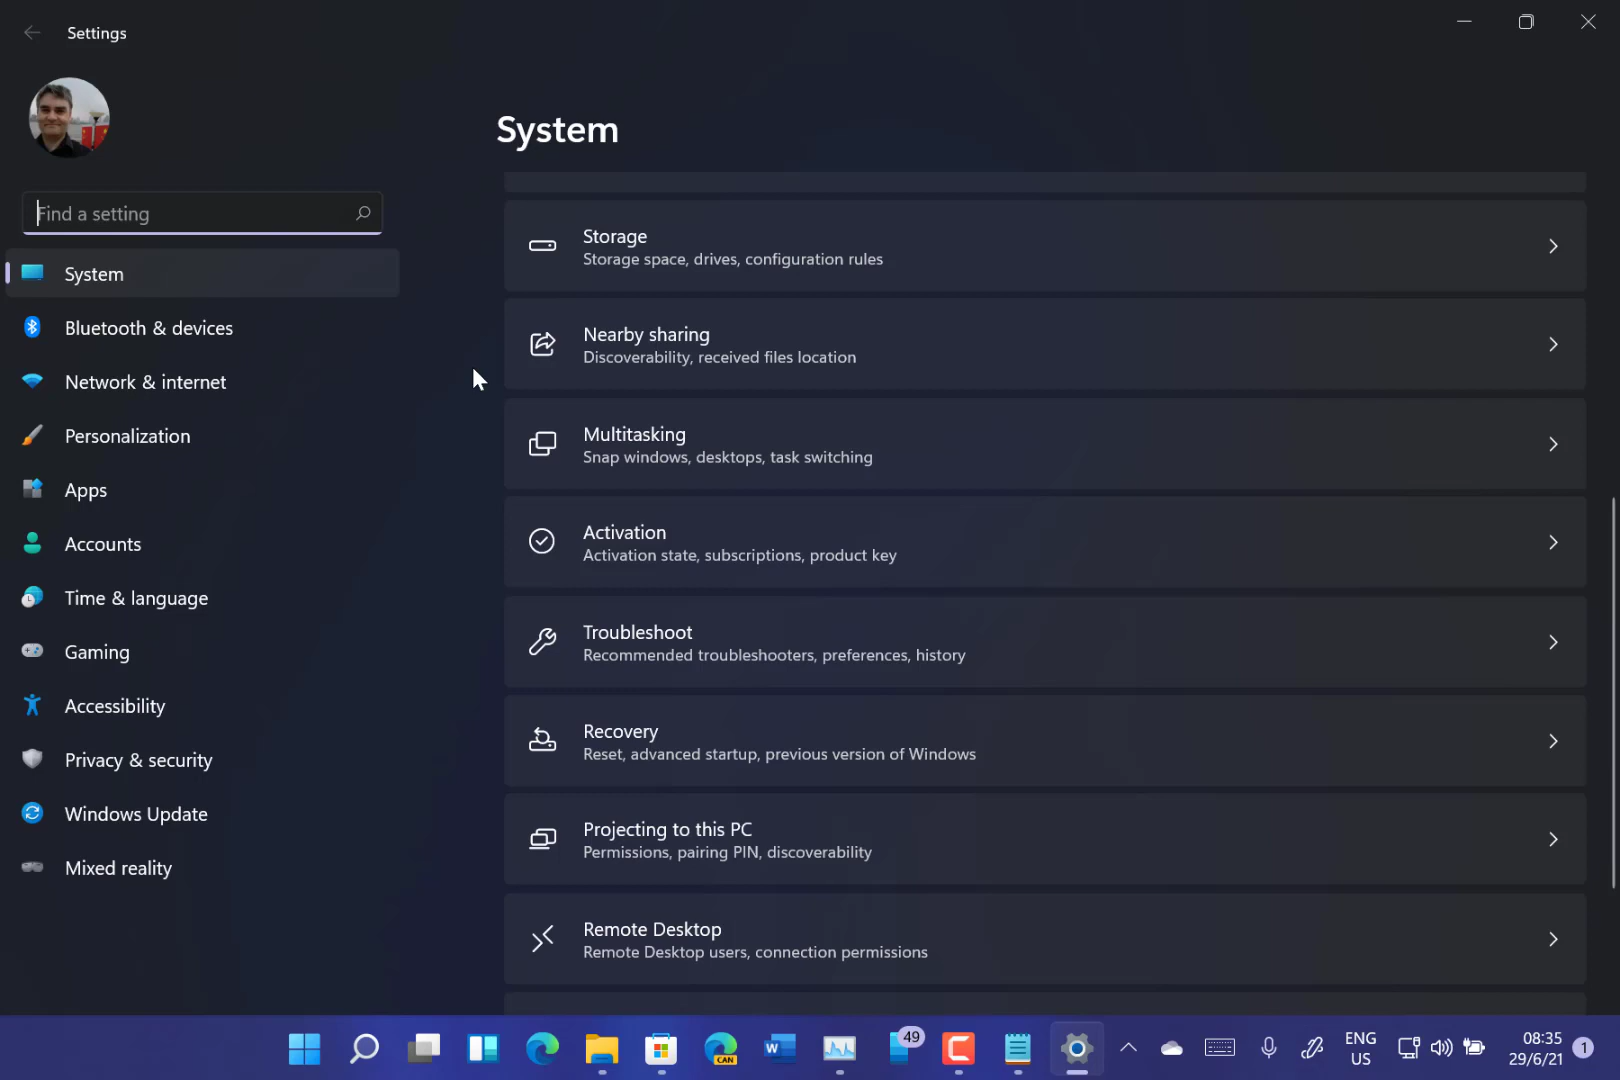 Settings
System
Find a setting
System
Bluetooth & devices
Network & internet
Personalization
Apps
Accounts
Time & language
Gaming
Accessibility
Privacy & security
Windows Update
Mixed reality
Storage
Storage space, drives, configuration rules
Nearby sharing
Discoverability, received files location
Multitasking
Snap windows, desktops, task switching
Activation
Activation state, subscriptions, product key
Troubleshoot
Recommended troubleshooters, preferences, history
Recovery
Reset, advanced startup, previous version of Windows
Projecting to this PC
Permissions, pairing PIN, discoverability
Remote Desktop
Remote Desktop users, connection permissions
CAN
W
49
ENG
US
08:35
29/6/21
1